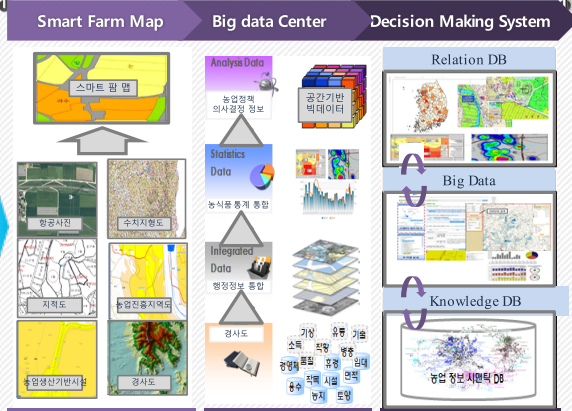 Smart Farm Map
Big data Center
Decision Making System
스마트 팜 맵
항공사진
수치지형도
지적도
농업진흥지역도
농업생산기반시설
경사도
Analysis Data
농업정책
의사결정 정보
공간기반
빅데이터
Statistics
Data
농식품 통계 통합
Integrated
Data
행정정보 통합
경사도
기상
유통
기술
소득
작황
병충
경영체
품질
휴경
임대
용수
작목
시설
면적
농지
토양
Relation DB
Big Data
Knowledge DB
농업 정보 시맨틱 DB